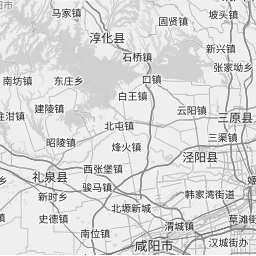 马家镇
坡头镇
固贤镇
淳化县
新兴镇
石桥镇
张家坳乡
口镇
南坊镇
东庄乡
白王镇
建陵镇
云阳镇
三原县
北屯镇
三渠镇
昭陵镇
烽火镇
泾阳县
西张堡镇
礼泉县
骏马镇
新时乡
韩家湾街道
北塬新城
史德镇
草滩街
渭城镇
南位镇
咸阳市
汉城街办